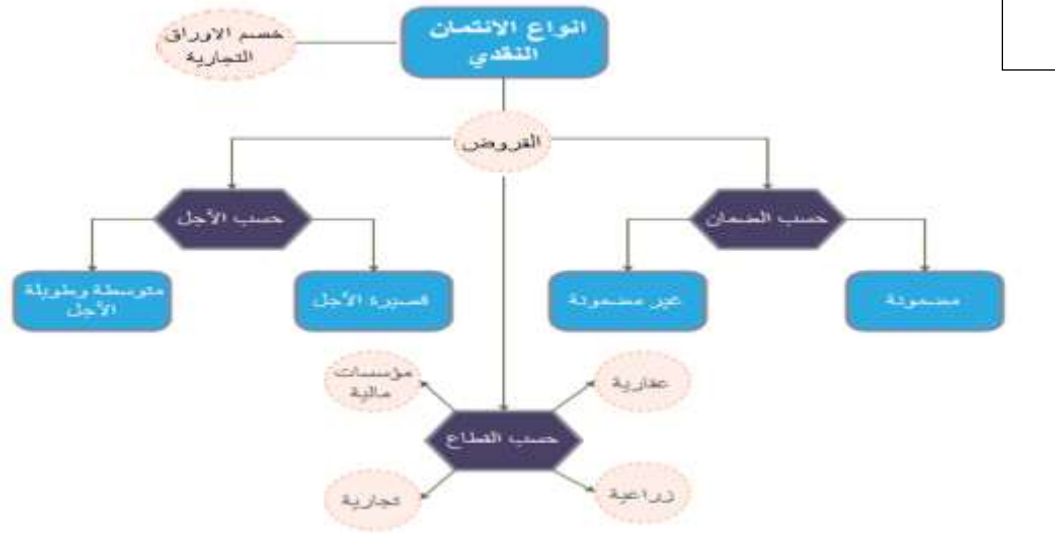 انواع الائتمان
النقدي
خصم الاوراق
التجارية
القروض
حسب الضمان
حسب الأجل
مضمونة
غير مضمونة
قصيرة الأجل
متوسطة وطويلة
الأجل
عقارية
مؤسسات
مالية
حسب القطاع
زراعية
تجارية